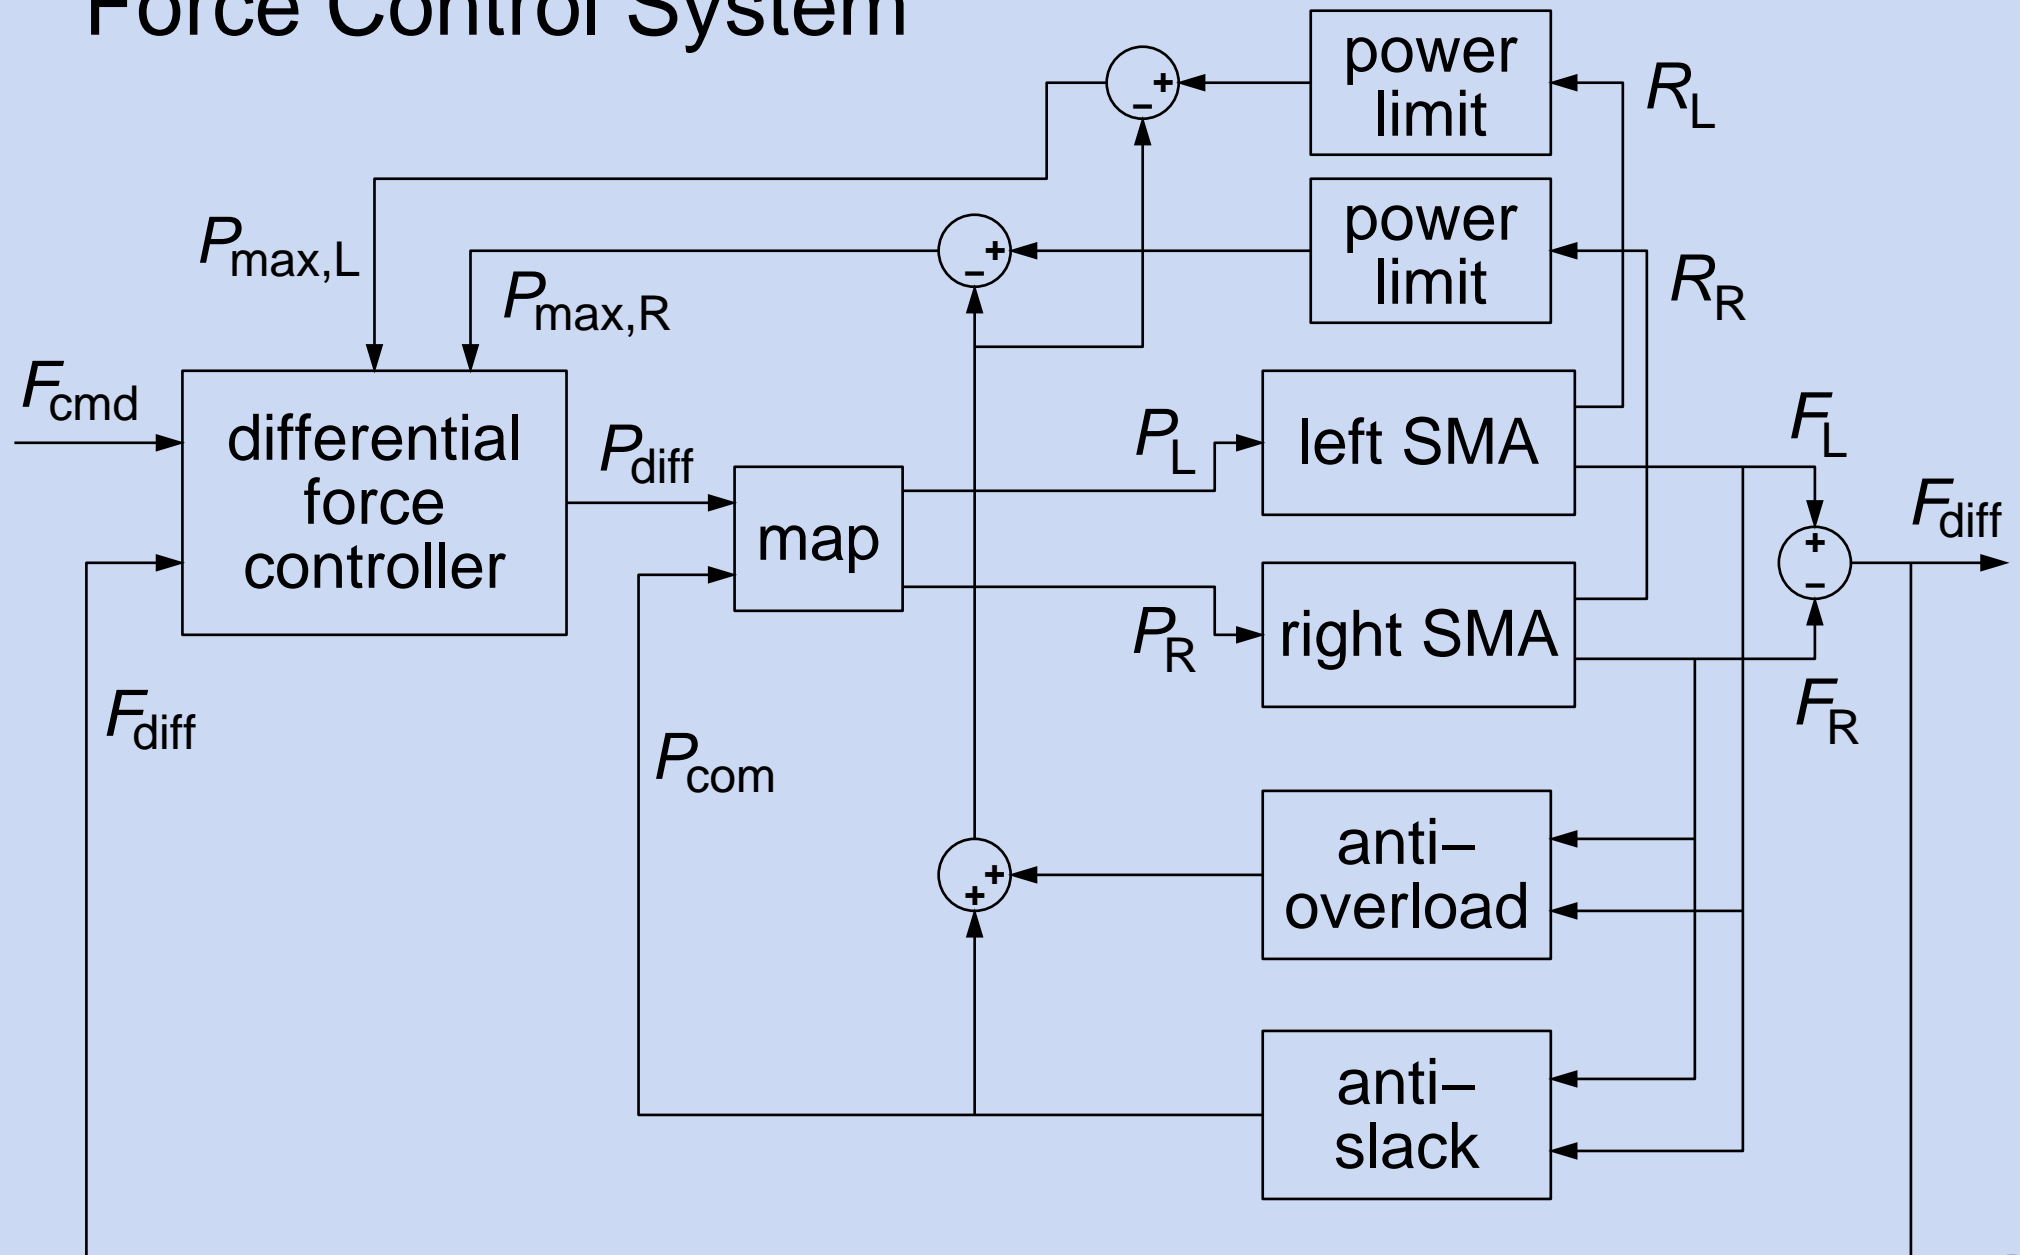 Force Control System
power
limit
R_L
+
−
P_max,L
power
limit
R_R
+
−
P_max,R
F_cmd
differential
force
controller
P_diff
map
P_L
left SMA
F_L
+
−
F_diff
P_R
right SMA
F_R
F_diff
P_com
anti–
overload
+
+
anti–
slack